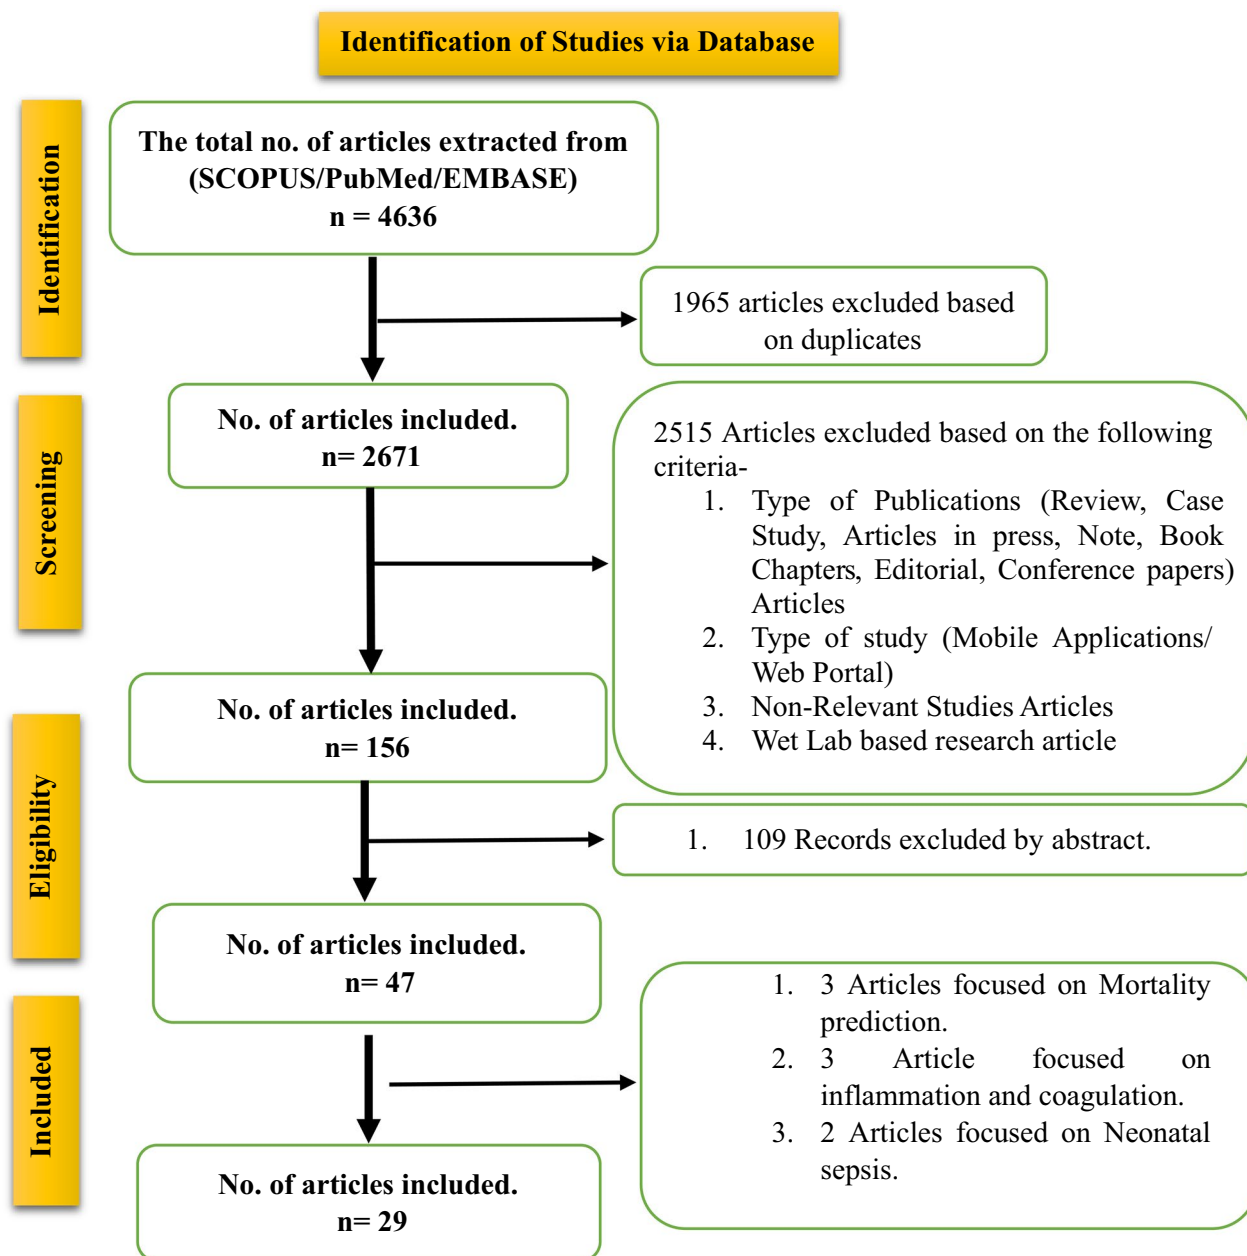 Identification of Studies via Database
Identification
The total no. of articles extracted from
(SCOPUS/PubMed/EMBASE)
n = 4636
1965 articles excluded based
on duplicates
Screening
No. of articles included.
n= 2671
2515 Articles excluded based on the following
criteria-
1. Type of Publications (Review, Case
Study, Articles in press, Note, Book
Chapters, Editorial, Conference papers)
Articles
2. Type of study (Mobile Applications/
Web Portal)
3. Non-Relevant Studies Articles
4. Wet Lab based research article
No. of articles included.
n= 156
Eligibility
1. 109 Records excluded by abstract.
No. of articles included.
n= 47
Included
1. 3 Articles focused on Mortality
prediction.
2. 3 Article focused on
inflammation and coagulation.
3. 2 Articles focused on Neonatal
sepsis.
No. of articles included.
n= 29